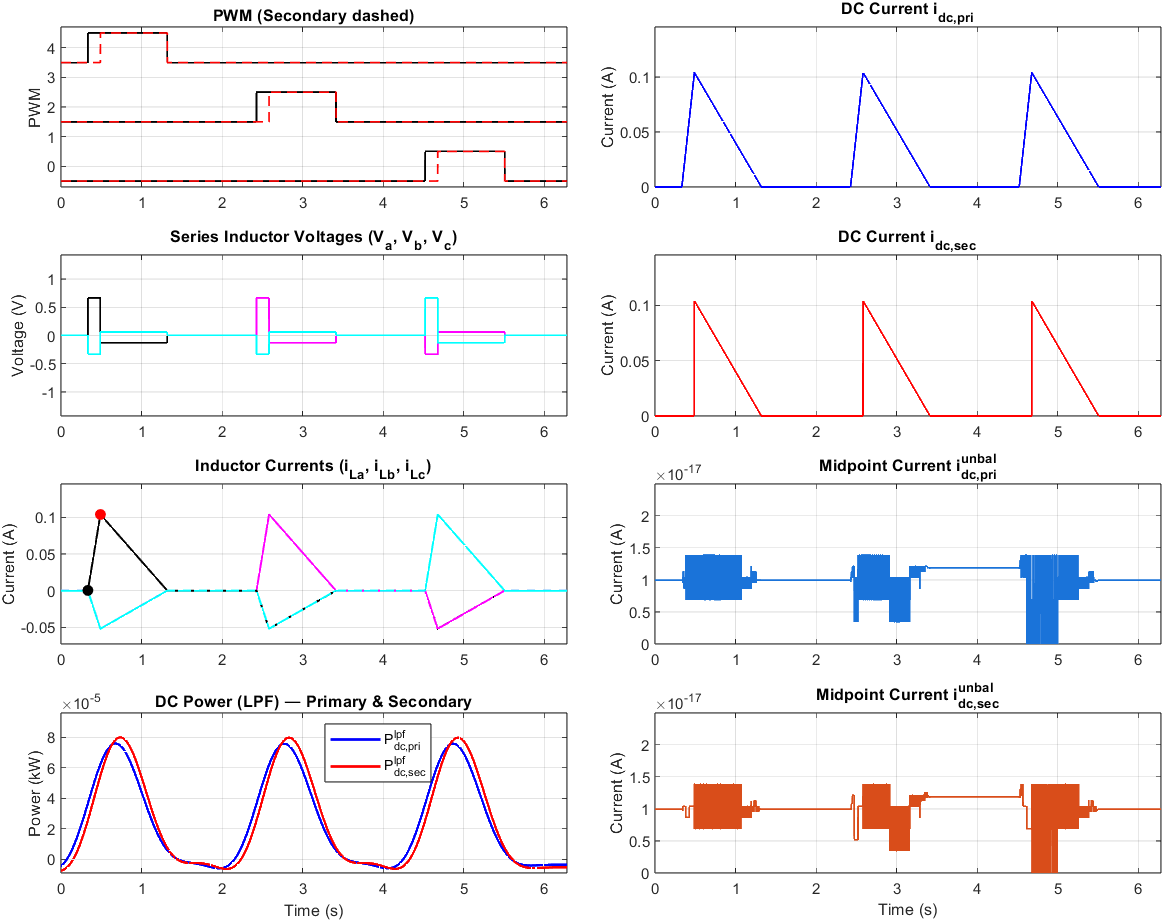 PWM (Secondary dashed)
PWM
4
3
2
1
0
0 1 2 3 4 5 6
DC Current i_dc,pri
Current (A)
0.1
0.05
0
0 1 2 3 4 5 6
Series Inductor Voltages (V_a, V_b, V_c)
Voltage (V)
1
0.5
0
-0.5
-1
0 1 2 3 4 5 6
DC Current i_dc,sec
Current (A)
0.1
0.05
0
0 1 2 3 4 5 6
Inductor Currents (i_La, i_Lb, i_Lc)
Current (A)
0.1
0.05
0
-0.05
0 1 2 3 4 5 6
Midpoint Current i^unbal_dc,pri
×10^-17
Current (A)
2
1.5
1
0.5
0
0 1 2 3 4 5 6
DC Power (LPF) — Primary & Secondary
×10^-5
Power (kW)
8
6
4
2
0
P^lpf_dc,pri
P^lpf_dc,sec
0 1 2 3 4 5 6
Time (s)
Midpoint Current i^unbal_dc,sec
×10^-17
Current (A)
2
1.5
1
0.5
0
0 1 2 3 4 5 6
Time (s)